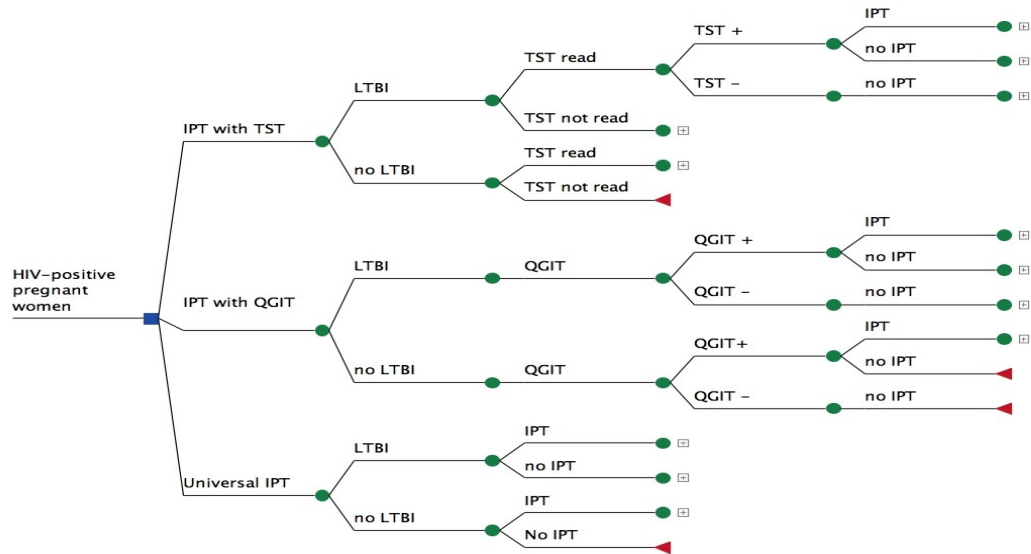 IPT
TST +
no IPT
TST read
TST -
no IPT
LTBI
TST not read
IPT with TST
TST read
no LTBI
TST not read
IPT
QGIT +
no IPT
HIV-positive
pregnant
women
LTBI
QGIT
IPT with QGIT
QGIT -
no IPT
IPT
QGIT+
no IPT
no LTBI
QGIT
QGIT -
no IPT
IPT
LTBI
no IPT
Universal IPT
IPT
no LTBI
No IPT